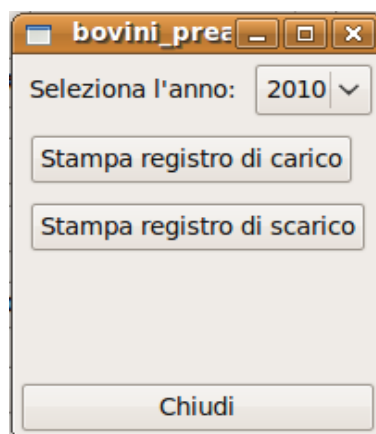 bovini_prea
Seleziona l'anno: 2010
Stampa registro di carico
Stampa registro di scarico
Chiudi